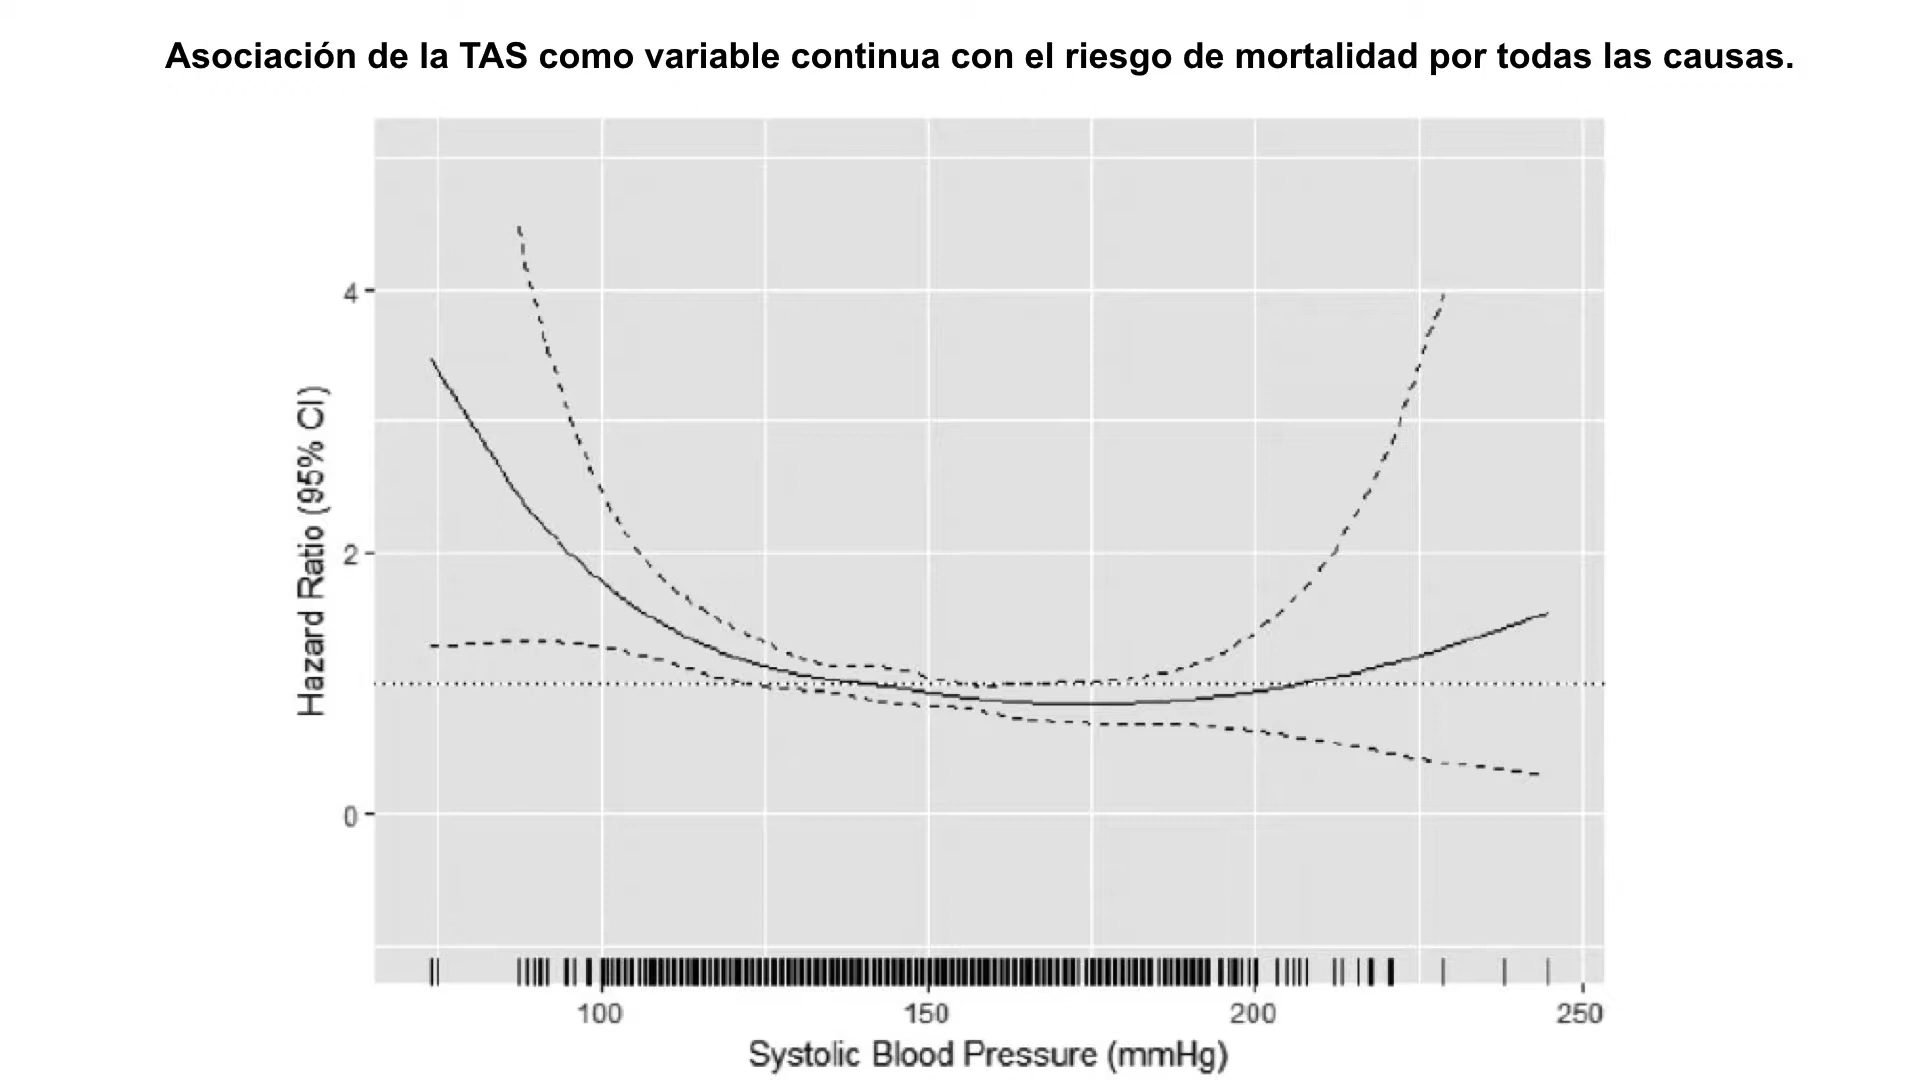 Asociación de la TAS como variable continua con el riesgo de mortalidad por todas las causas.
Hazard Ratio (95% CI)
4
2
0
100 150 200 250
Systolic Blood Pressure (mmHg)